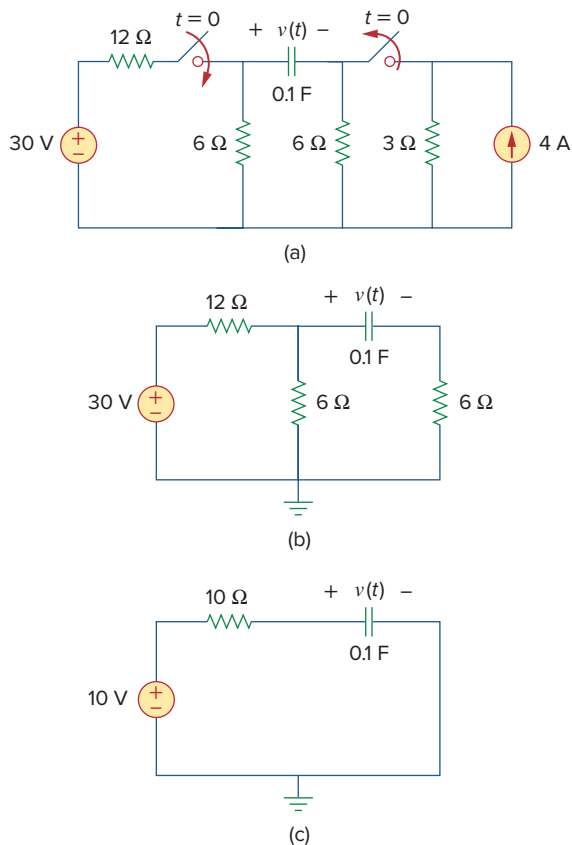 t = 0
t = 0
12 Ω
+ v(t) −
0.1 F
30 V
+
−
6 Ω
6 Ω
3 Ω
4 A
(a)
12 Ω
+ v(t) −
0.1 F
30 V
+
−
6 Ω
6 Ω
(b)
10 Ω
+ v(t) −
0.1 F
10 V
+
−
(c)